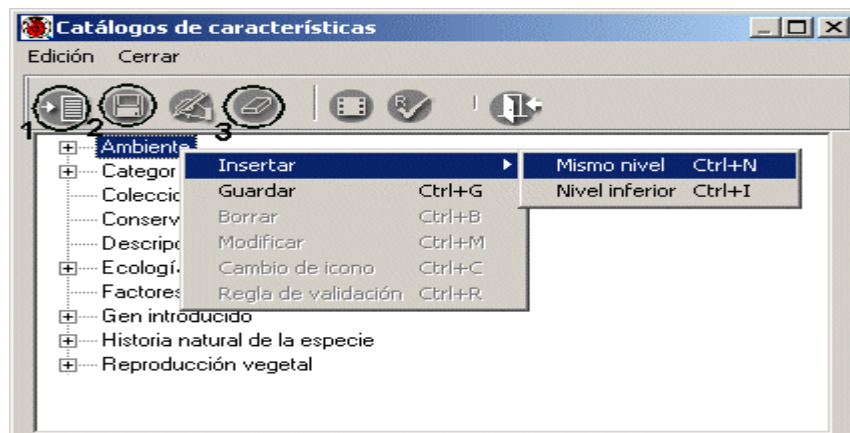 Catálogos de características
Edición Cerrar
1 2 3
Ambiente
Insertar Mismo nivel Ctrl+N
Categor
Guardar Ctrl+G Nivel inferior Ctrl+I
Colecci
Borrar Ctrl+B
Conserv
Modificar Ctrl+M
Descripc
Cambio de icono Ctrl+C
Ecologí
Regla de validación Ctrl+R
Factores
Gen introducido
Historia natural de la especie
Reproducción vegetal